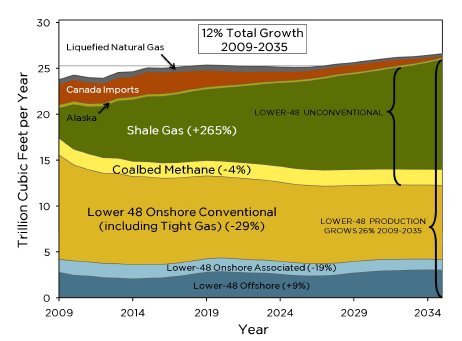 12% Total Growth
2009-2035
Liquefied Natural Gas
Canada Imports
Alaska
LOWER-48 UNCONVENTIONAL
Shale Gas (+265%)
Coalbed Methane (-4%)
Lower 48 Onshore Conventional
(including Tight Gas) (-29%)
LOWER-48 PRODUCTION
GROWS 26% 2009-2035
Lower-48 Onshore Associated (-19%)
Lower-48 Offshore (+9%)
Trillion Cubic Feet per Year
30
25
20
15
10
5
0
2009 2014 2019 2024 2029 2034
Year